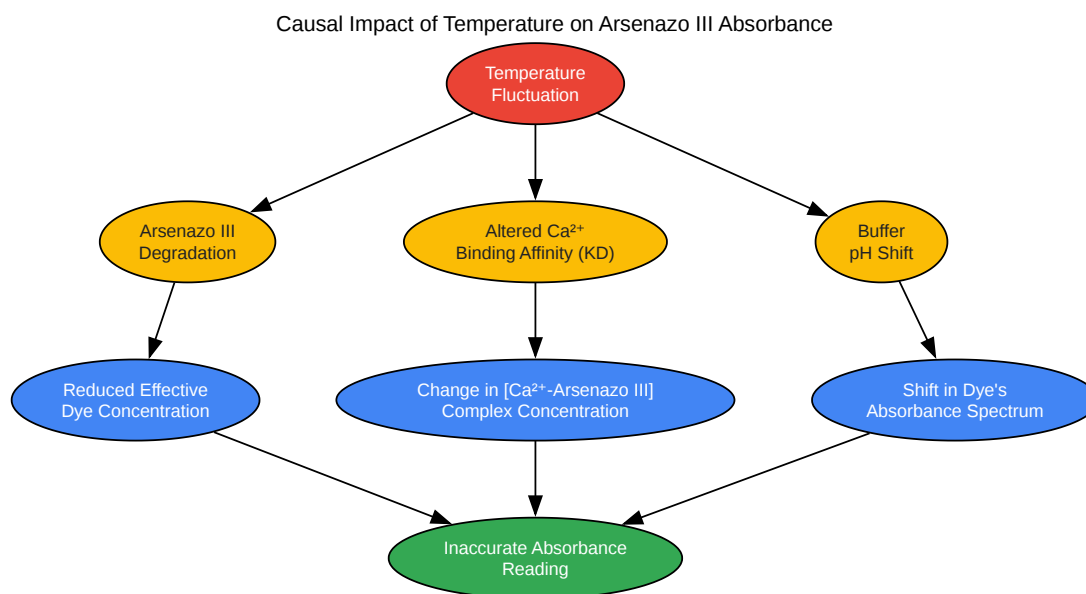 Causal Impact of Temperature on Arsenazo III Absorbance
Temperature
Fluctuation
Arsenazo III
Degradation
Altered Ca²⁺
Binding Affinity (KD)
Buffer
pH Shift
Reduced Effective
Dye Concentration
Change in [Ca²⁺-Arsenazo III]
Complex Concentration
Shift in Dye's
Absorbance Spectrum
Inaccurate Absorbance
Reading